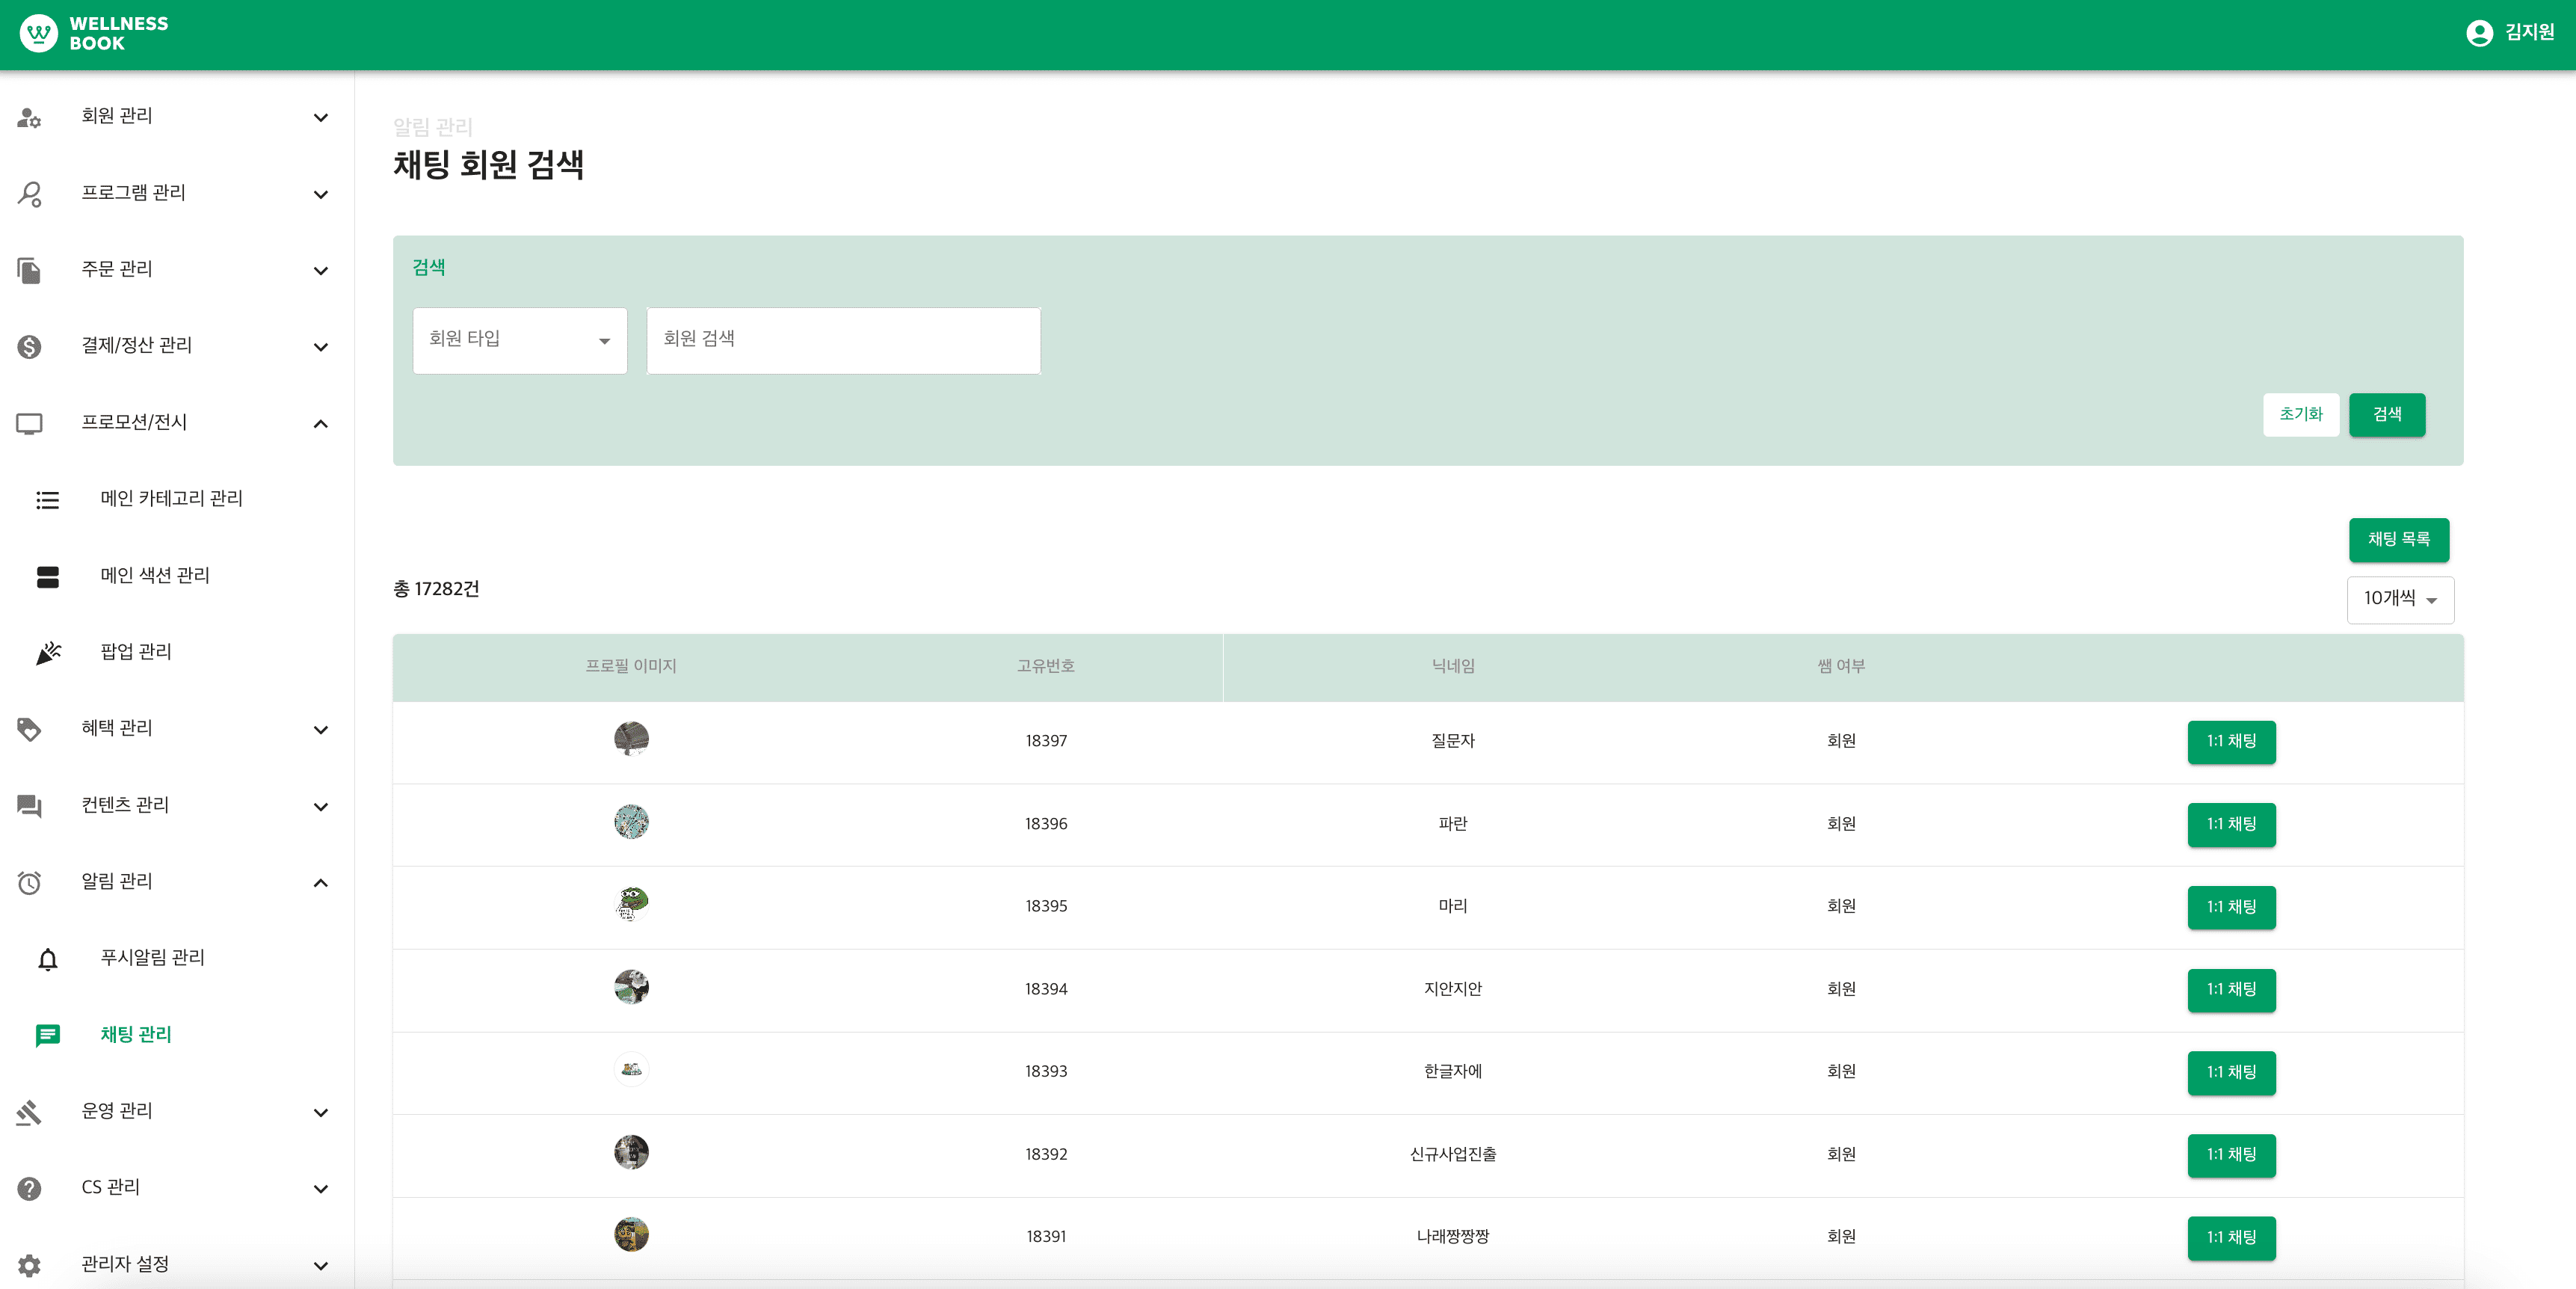 WELLNESS
BOOK
김지원
회원 관리
프로그램 관리
주문 관리
결제/정산 관리
프로모션/전시
메인 카테고리 관리
메인 색션 관리
팝업 관리
혜택 관리
컨텐츠 관리
알림 관리
푸시알림 관리
채팅 관리
운영 관리
CS 관리
관리자 설정
알림 관리
채팅 회원 검색
검색
회원 타입
회원 검색
초기화 검색
채팅 목록
총 17282건
10개씩
프로필 이미지 고유번호 닉네임 쌤 여부
18397 질문자 회원 1:1 채팅
18396 파란 회원 1:1 채팅
18395 마리 회원 1:1 채팅
18394 지안지안 회원 1:1 채팅
18393 한글자에 회원 1:1 채팅
18392 신규사업진출 회원 1:1 채팅
18391 나래짱짱짱 회원 1:1 채팅